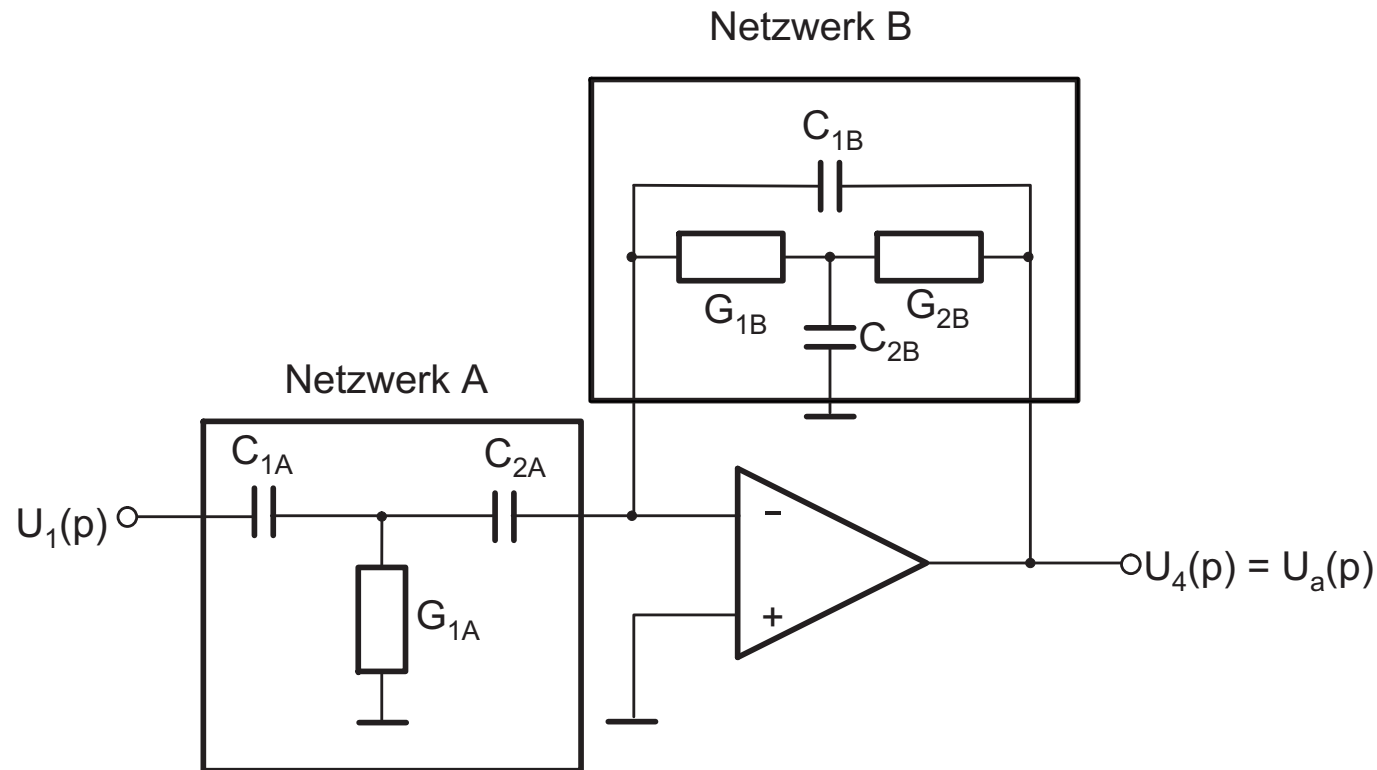 Netzwerk B
C1B
G1B
G2B
C2B
Netzwerk A
C1A
C2A
U1(p)
G1A
-
+
U4(p) = Ua(p)